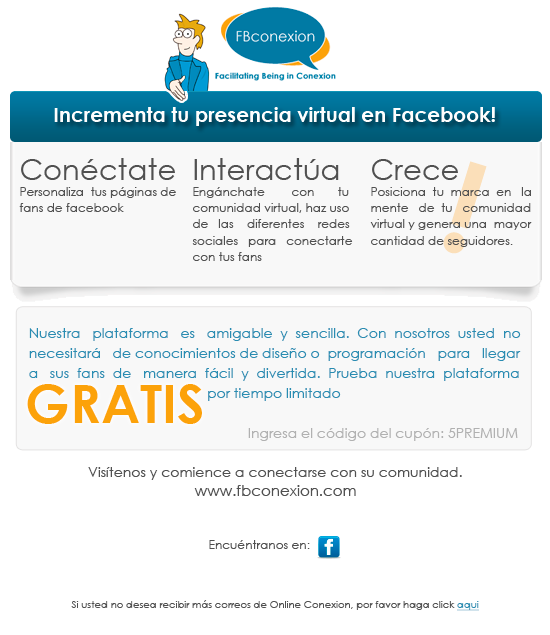 FBconexion
Facilitating Being in Conexion
Incrementa tu presencia virtual en Facebook!
Conéctate
Personaliza tus páginas de
fans de facebook
Interactúa
Engánchate con tu
comunidad virtual, haz uso
de las diferentes redes
sociales para conectarte
con tus fans
Crece
Posiciona tu marca en la
mente de tu comunidad
virtual y genera una mayor
cantidad de seguidores.
!
Nuestra plataforma es amigable y sencilla. Con nosotros usted no
necesitará de conocimientos de diseño o programación para llegar
a sus fans de manera fácil y divertida. Prueba nuestra plataforma
GRATIS por tiempo limitado
Ingresa el código del cupón: 5PREMIUM
Visítenos y comience a conectarse con su comunidad.
www.fbconexion.com
Encuéntranos en: f
Si usted no desea recibir más correos de Online Conexion, por favor haga click aqui